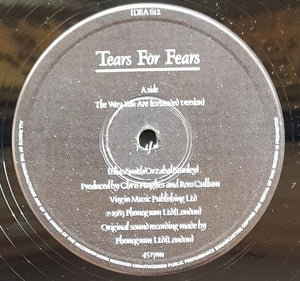 IDEA 612
Tears For Fears
A side
The Way You Are (extended version)
(Elias/Smith/Orzabal/Stanley)
Produced by Chris Hughes and Ross Cullum
Virgin Music Publishing Ltd
℗ 1983 Phonogram Ltd (London)
Original sound recording made by
Phonogram Ltd (London)
45 rpm